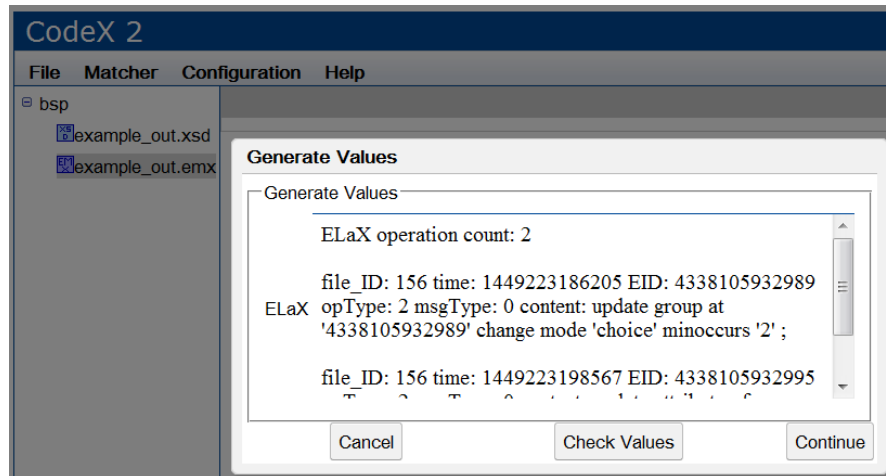 CodeX 2
File Matcher Configuration Help
bsp
example_out.xsd
example_out.emx
Generate Values
Generate Values
ELaX
ELaX operation count: 2
file_ID: 156 time: 1449223186205 EID: 4338105932989
opType: 2 msgType: 0 content: update group at
'4338105932989' change mode 'choice' minoccurs '2' ;
file_ID: 156 time: 1449223198567 EID: 4338105932995
Cancel Check Values Continue